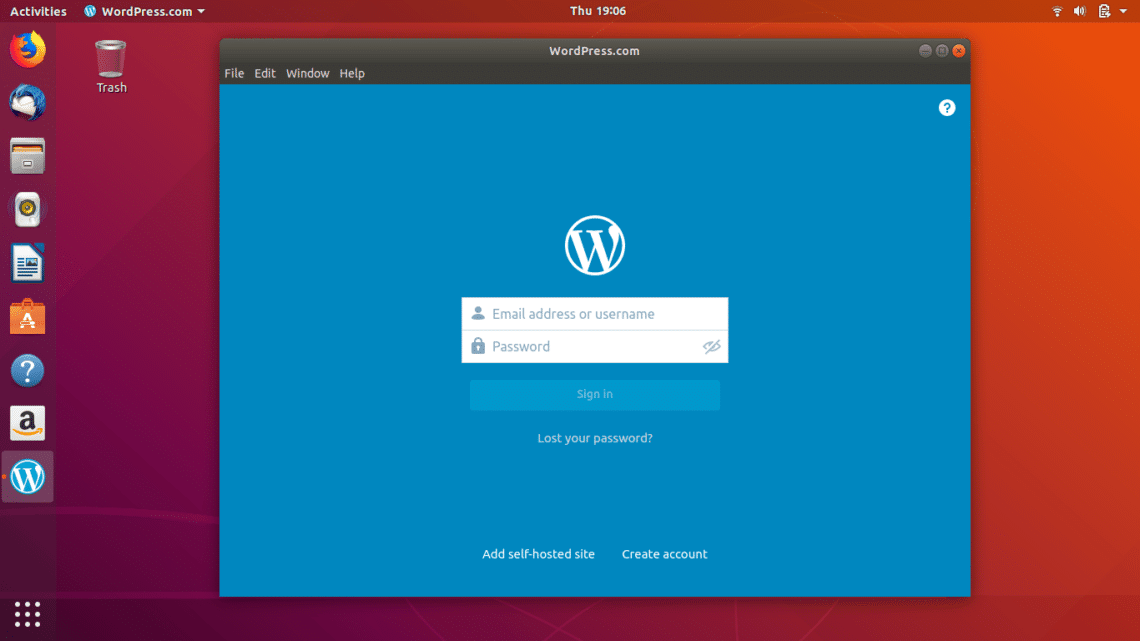 Activities WordPress.com Thu 19:06
Trash
WordPress.com
File Edit Window Help
?
W
Email address or username
Password
Sign in
Lost your password?
Add self-hosted site Create account
A
?
a
W